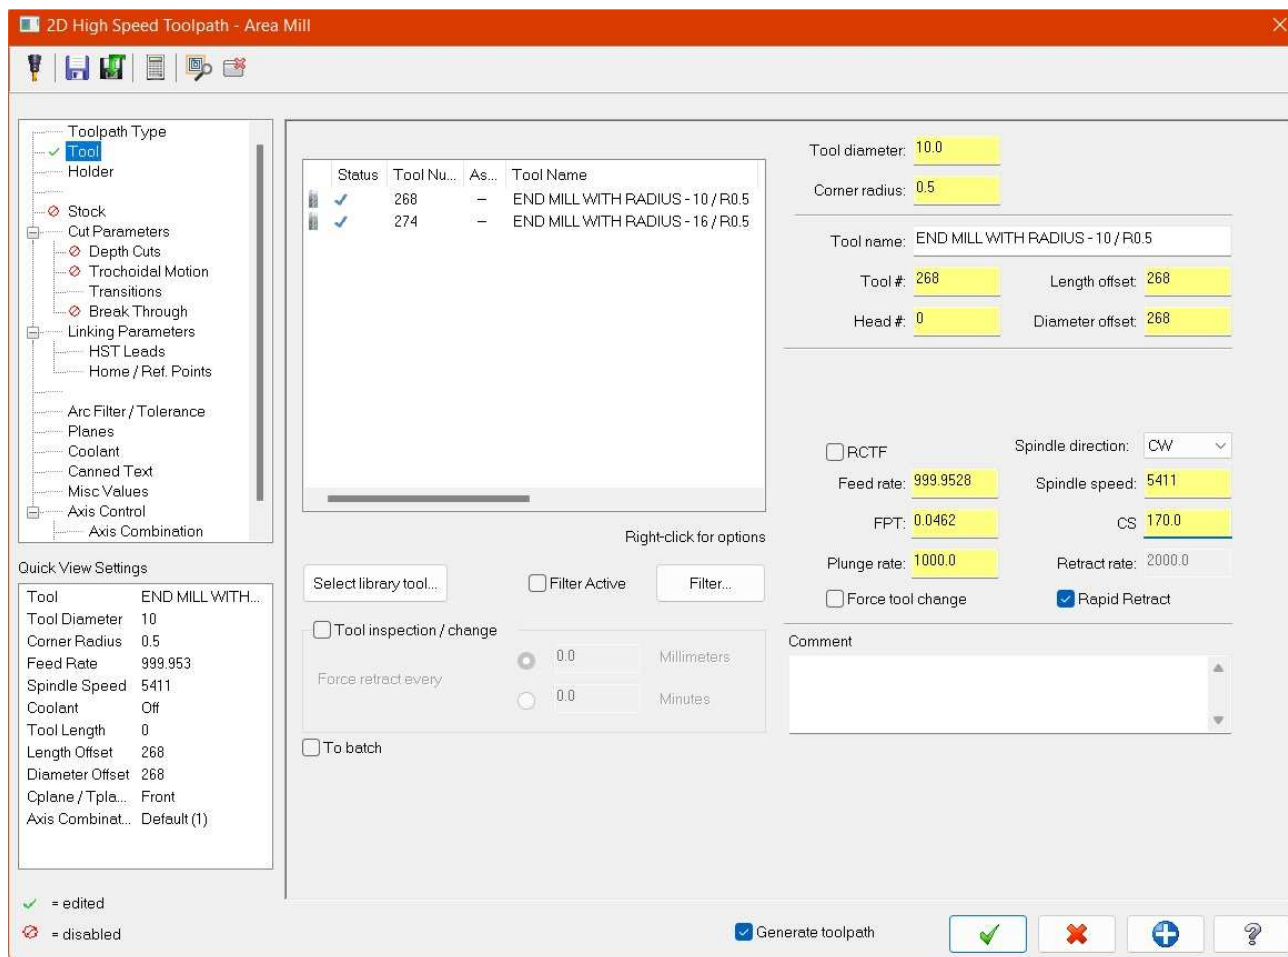 2D High Speed Toolpath - Area Mill
Toolpath Type
Tool
Holder
Stock
Cut Parameters
Depth Cuts
Trochoidal Motion
Transitions
Break Through
Linking Parameters
HST Leads
Home / Ref. Points
Arc Filter / Tolerance
Planes
Coolant
Canned Text
Misc Values
Axis Control
Axis Combination
Quick View Settings
Tool END MILL WITH...
Tool Diameter 10
Corner Radius 0.5
Feed Rate 999.953
Spindle Speed 5411
Coolant Off
Tool Length 0
Length Offset 268
Diameter Offset 268
Cplane / Tpla... Front
Axis Combinat... Default (1)
= edited
= disabled
Status Tool Nu... As... Tool Name
268 – END MILL WITH RADIUS - 10 / R0.5
274 – END MILL WITH RADIUS - 16 / R0.5
Right-click for options
Select library tool... Filter Active Filter...
Tool inspection / change
Force retract every
0.0 Millimeters
0.0 Minutes
To batch
Tool diameter: 10.0
Corner radius: 0.5
Tool name: END MILL WITH RADIUS - 10 / R0.5
Tool #: 268 Length offset: 268
Head #: 0 Diameter offset: 268
RCTF Spindle direction: CW
Feed rate: 999.9528 Spindle speed: 5411
FPT: 0.0462 CS 170.0
Plunge rate: 1000.0 Retract rate: 2000.0
Force tool change Rapid Retract
Comment
Generate toolpath